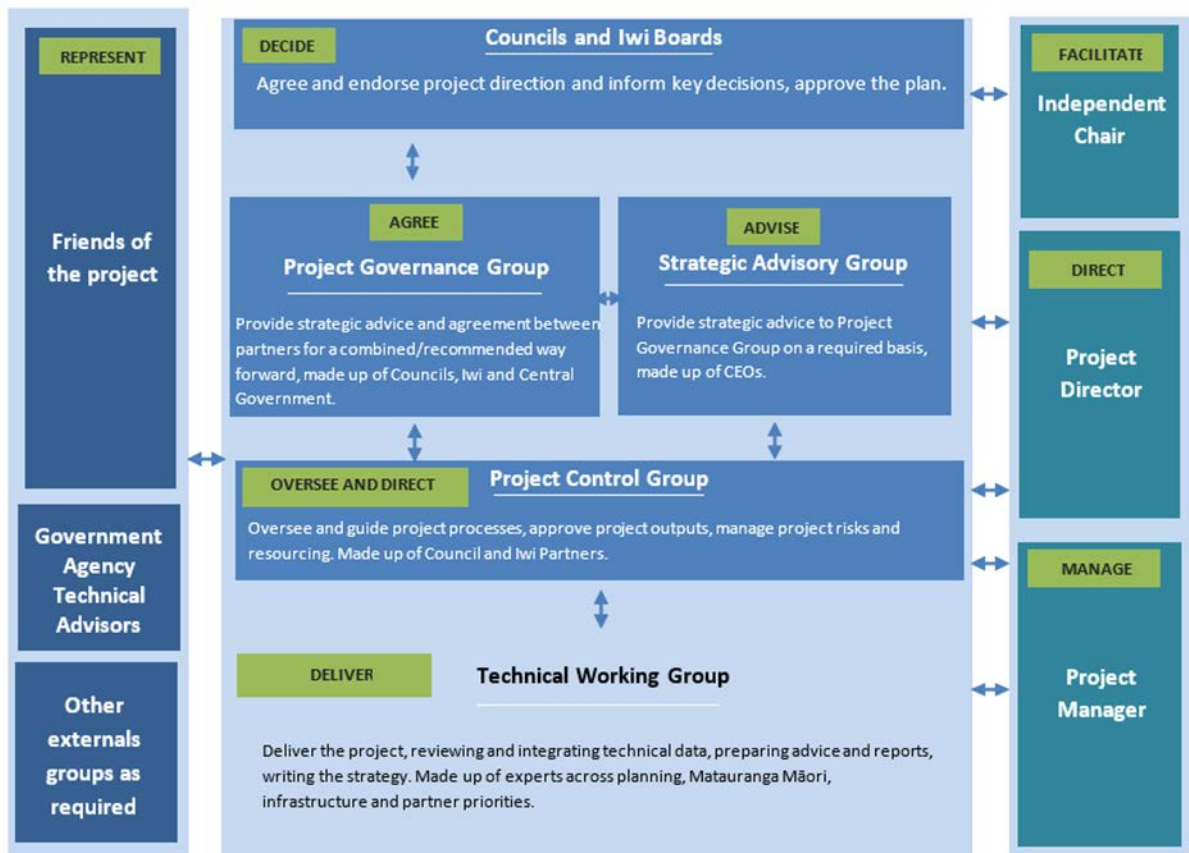 REPRESENT
Friends of
the project
Government
Agency
Technical
Advisors
Other
externals
groups as
required
DECIDE
Councils and Iwi Boards
Agree and endorse project direction and inform key decisions, approve the plan.
AGREE
Project Governance Group
Provide strategic advice and agreement between
partners for a combined/recommended way
forward, made up of Councils, Iwi and Central
Government.
ADVISE
Strategic Advisory Group
Provide strategic advice to Project
Governance Group on a required basis,
made up of CEOs.
OVERSEE AND DIRECT
Project Control Group
Oversee and guide project processes, approve project outputs, manage project risks and
resourcing. Made up of Council and Iwi Partners.
DELIVER
Technical Working Group
Deliver the project, reviewing and integrating technical data, preparing advice and reports,
writing the strategy. Made up of experts across planning, Matauranga Māori,
infrastructure and partner priorities.
FACILITATE
Independent
Chair
DIRECT
Project
Director
MANAGE
Project
Manager